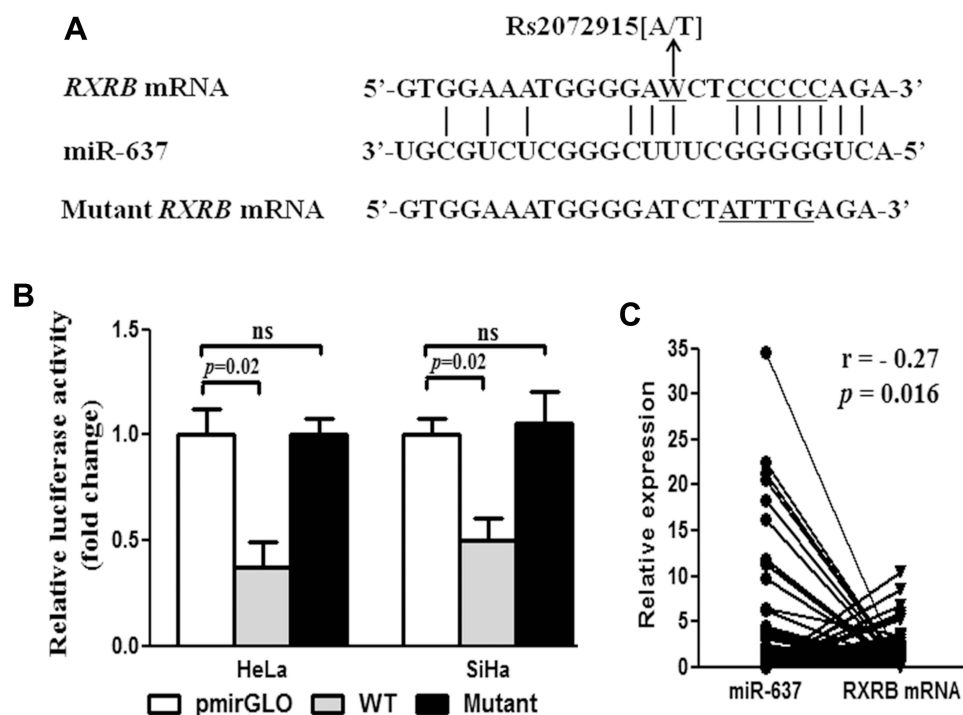 A
Rs2072915[A/T]
RXRB mRNA 5’-GTGGAAATGGGGAWCTCCCCCAGA-3’
miR-637 3’-UGCGUCUCGGGCUUUCGGGGGUCA-5’
Mutant RXRB mRNA 5’-GTGGAAATGGGGATCTATTTGAGA-3’
B
Relative luciferase activity
(fold change)
1.5
1.0
0.5
0.0
ns
p=0.02
ns
p=0.02
HeLa
SiHa
pmirGLO
WT
Mutant
C
Relative expression
35
30
25
20
15
10
5
0
r = - 0.27
p = 0.016
miR-637
RXRB mRNA